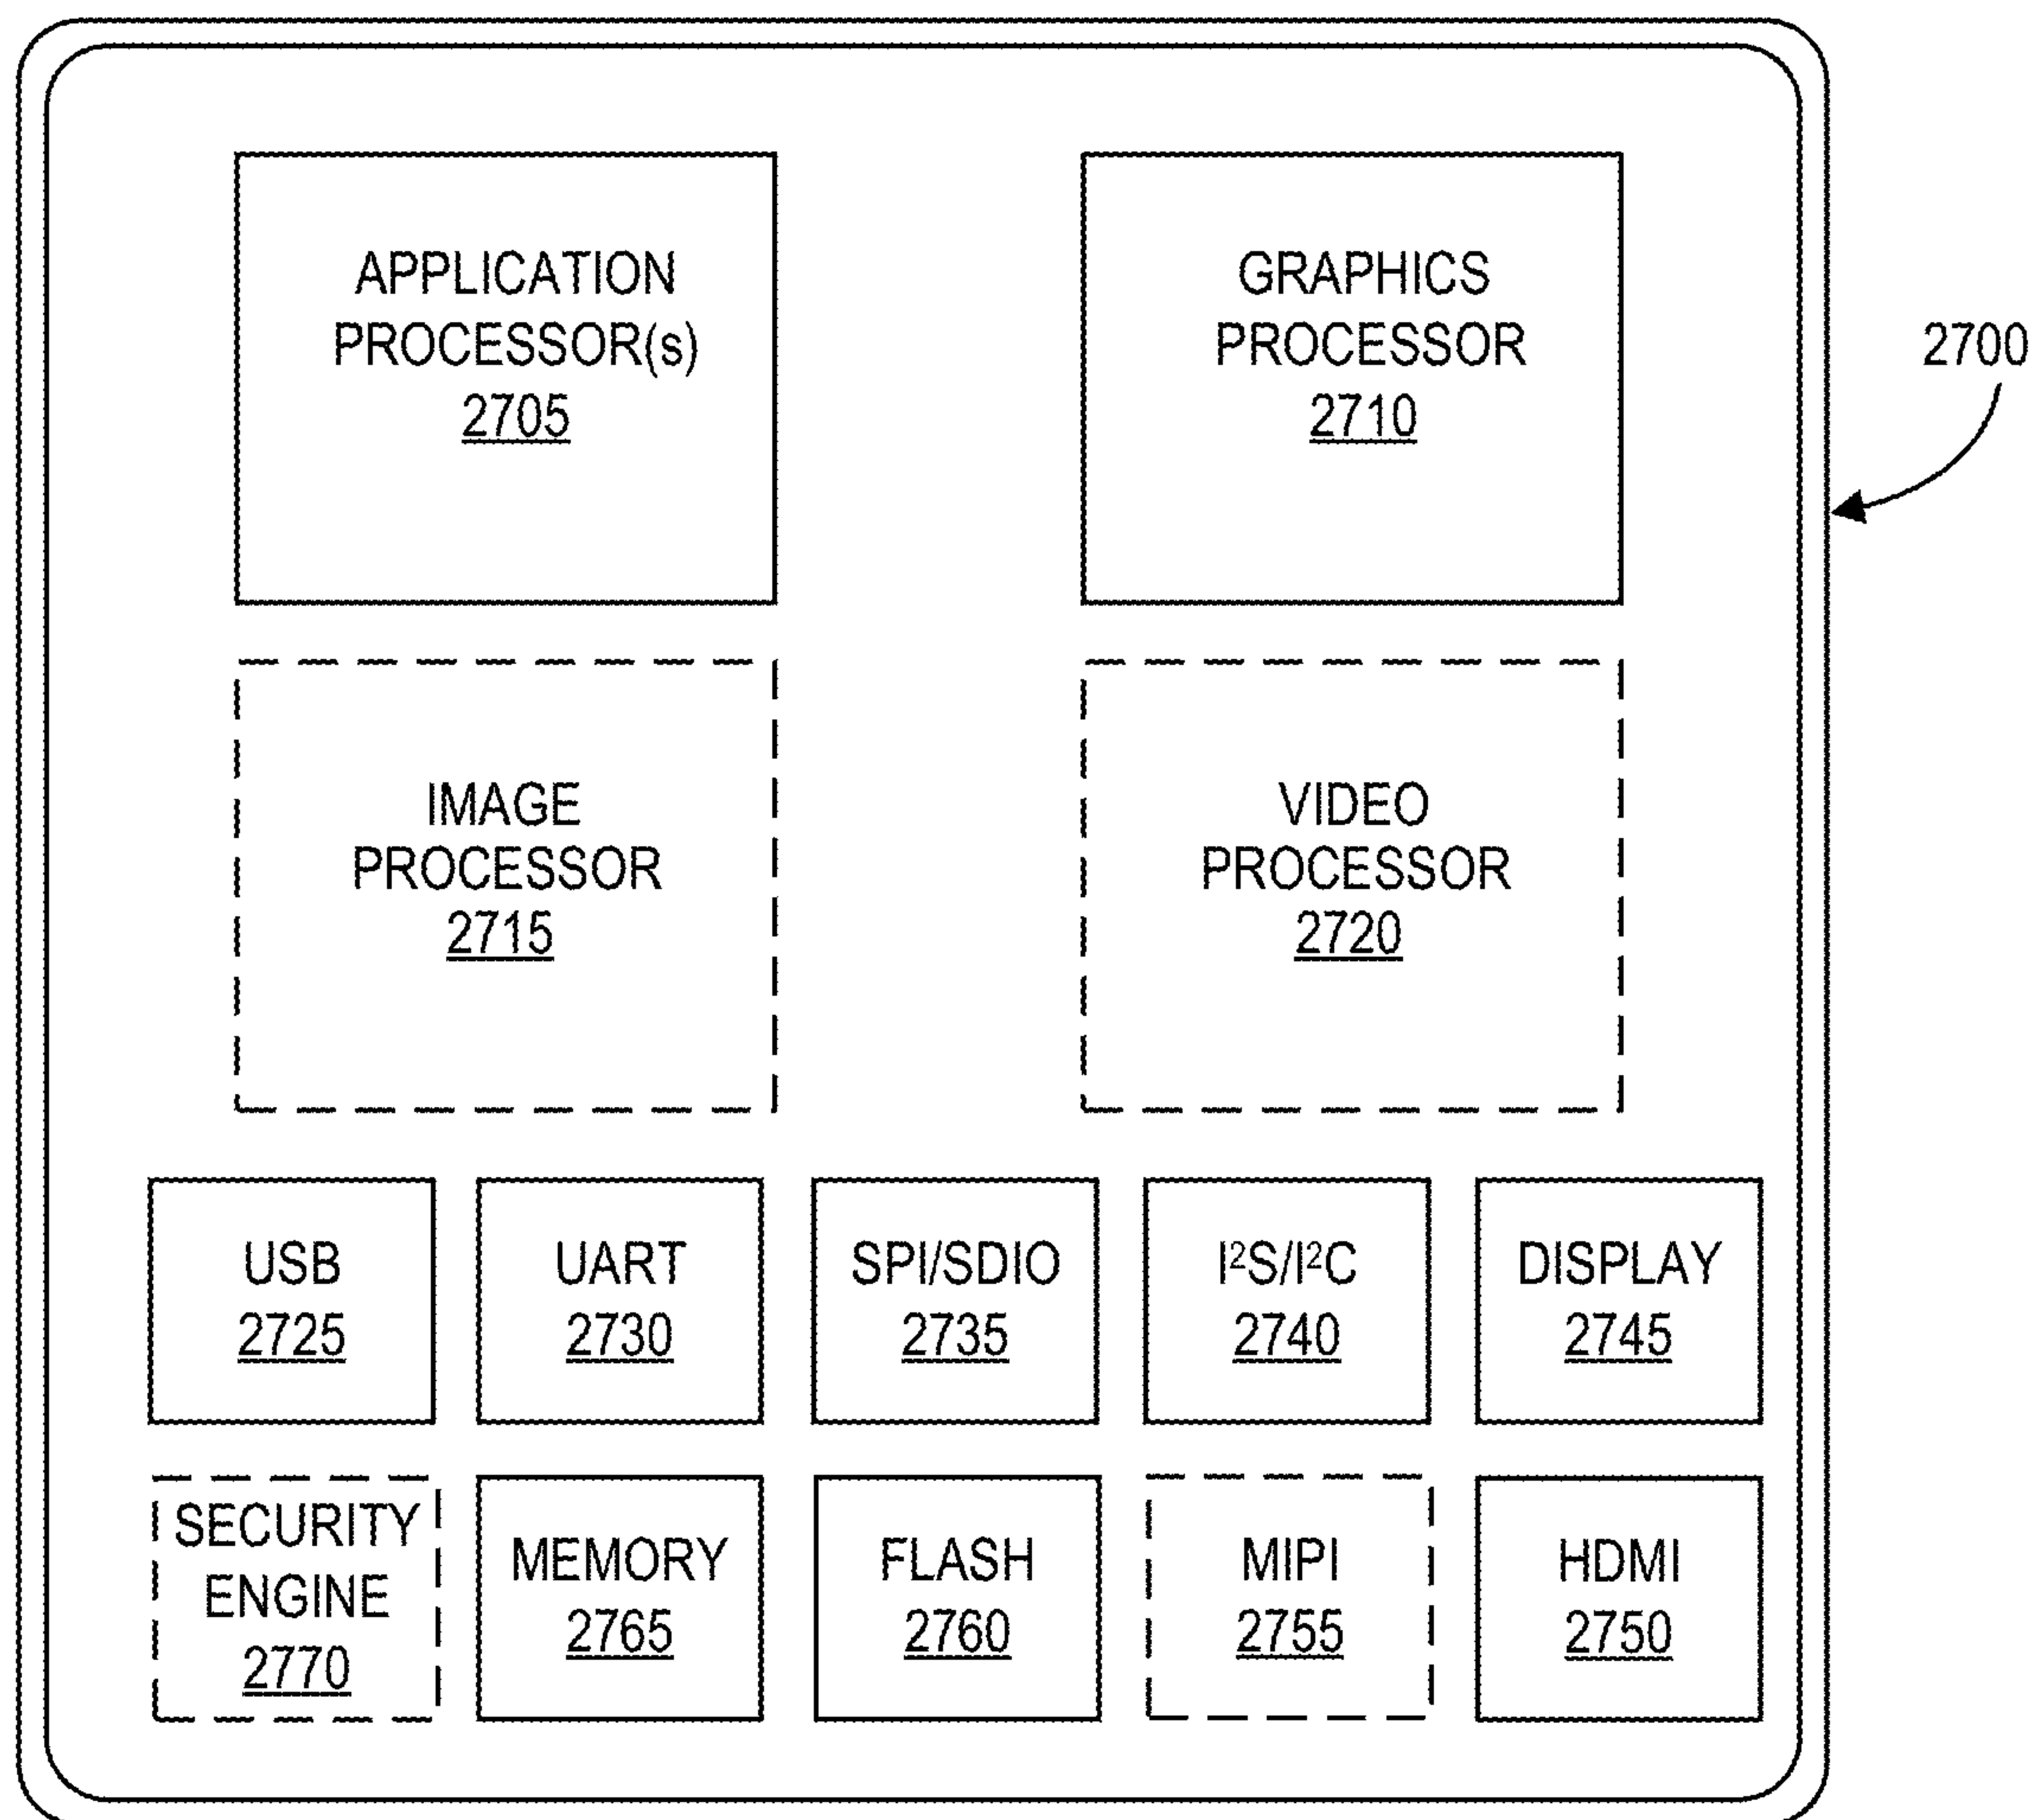 APPLICATION
PROCESSOR(s)
2705
GRAPHICS
PROCESSOR
2710
2700
IMAGE
PROCESSOR
2715
VIDEO
PROCESSOR
2720
USB
2725
UART
2730
SPI/SDIO
2735
I²S/I²C
2740
DISPLAY
2745
SECURITY
ENGINE
2770
MEMORY
2765
FLASH
2760
MIPI
2755
HDMI
2750